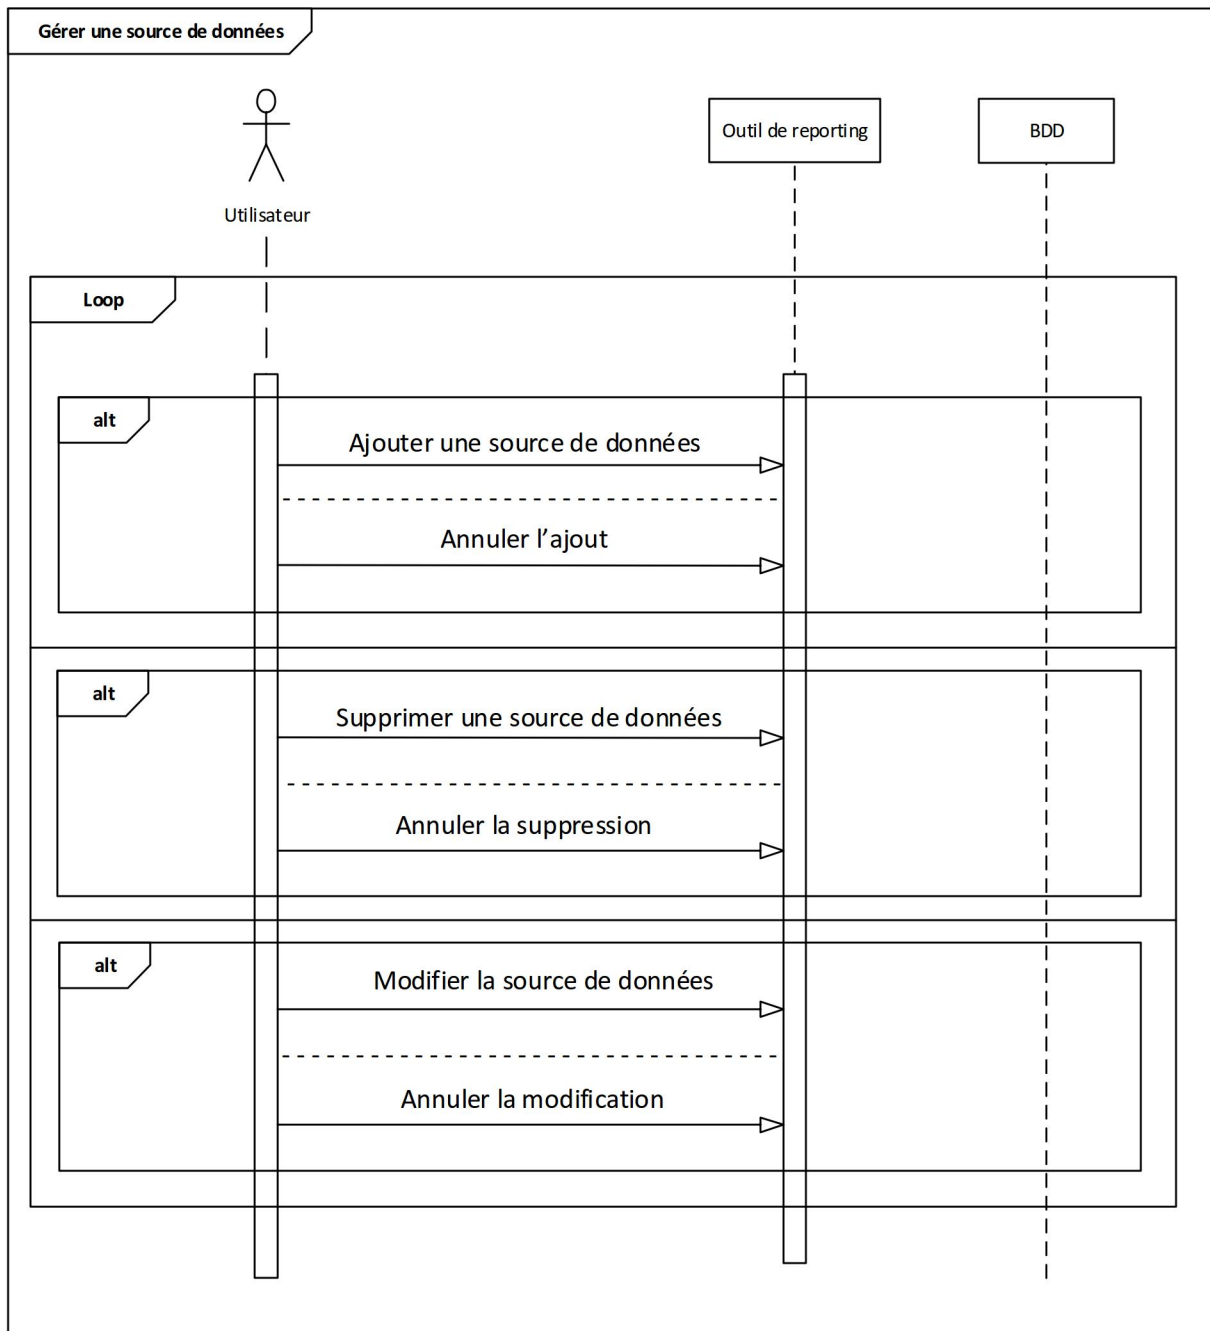 Gérer une source de données
Outil de reporting
BDD
Utilisateur
Loop
alt
Ajouter une source de données
Annuler l’ajout
alt
Supprimer une source de données
Annuler la suppression
alt
Modifier la source de données
Annuler la modification